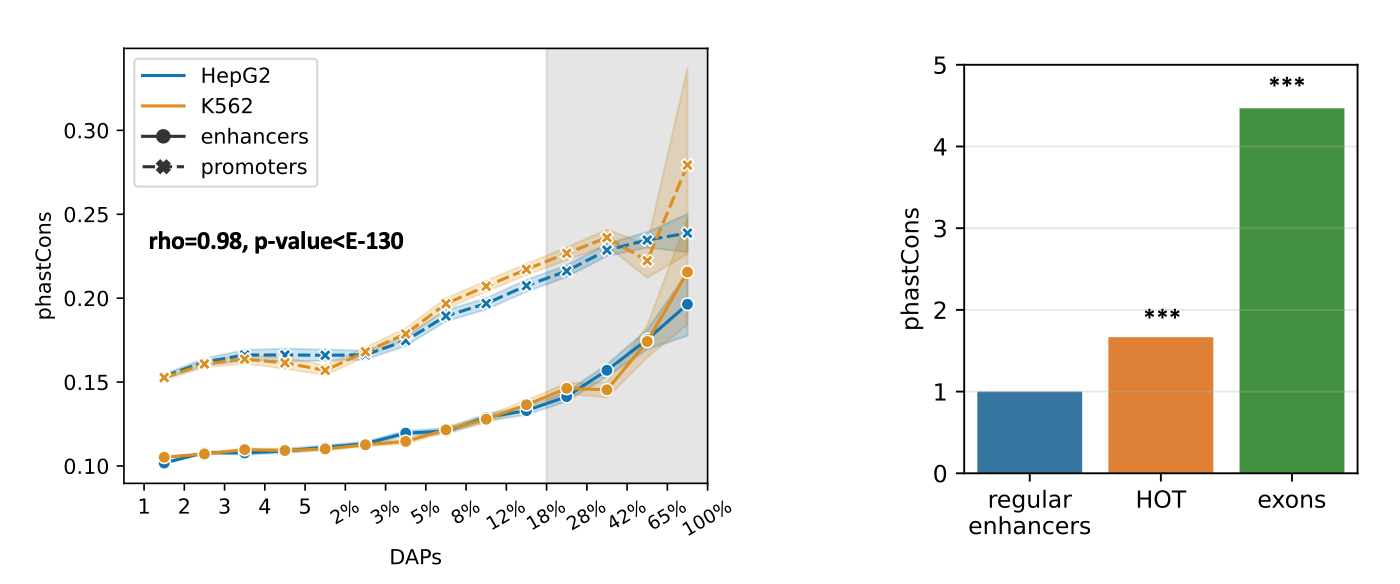 HepG2
K562
enhancers
promoters
rho=0.98, p-value<E-130
phastCons
0.30
0.25
0.20
0.15
0.10
1 2 3 4 5 2% 3% 5% 8% 12% 18% 28% 42% 65% 100%
DAPs
phastCons
5
4
3
2
1
0
***
***
regular
enhancers
HOT
exons